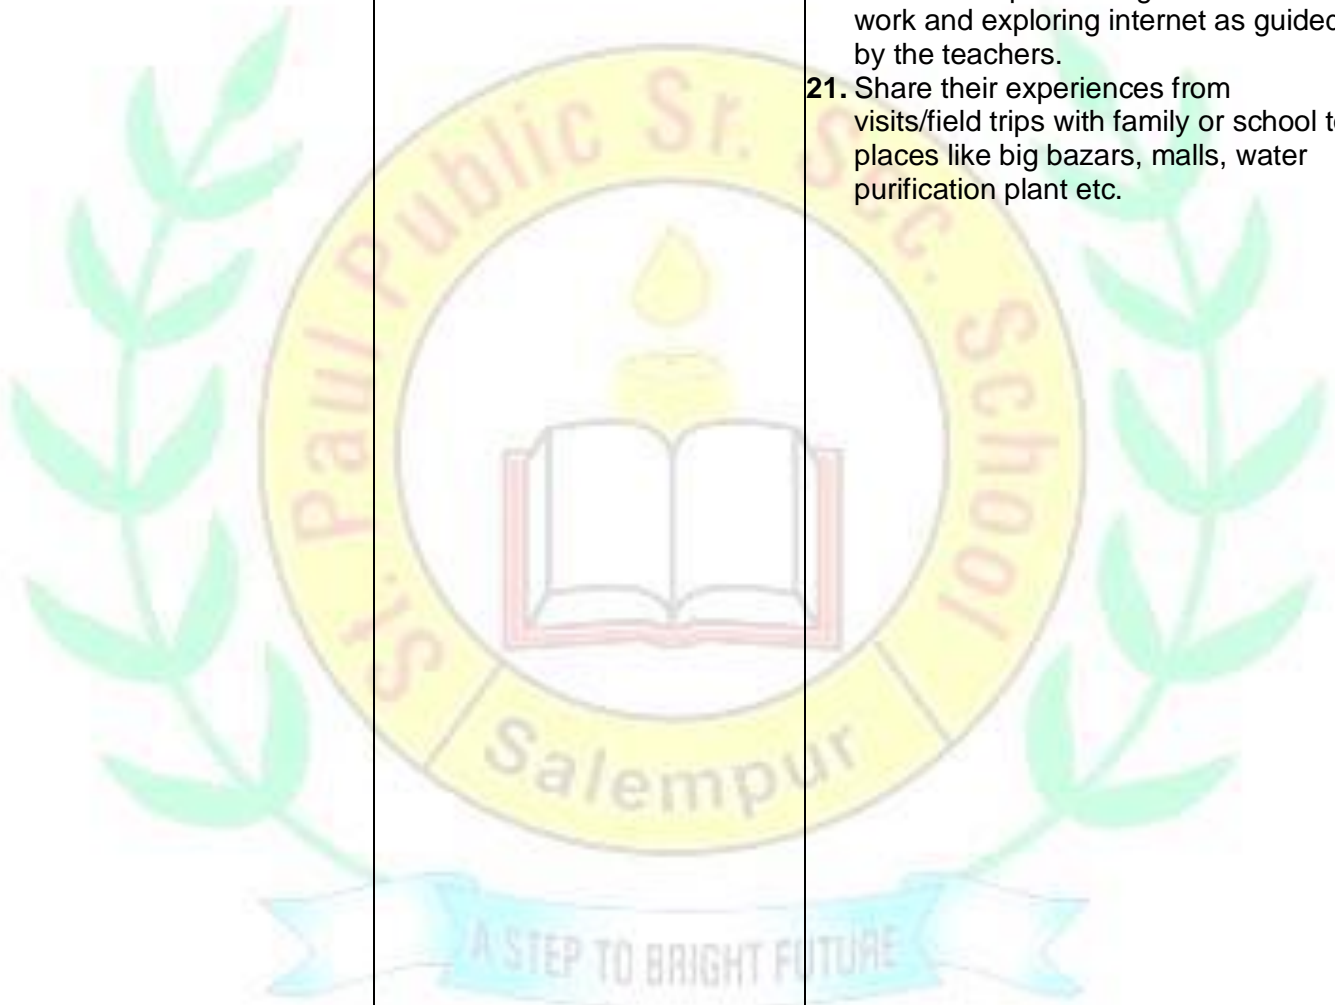 work and exploring internet as guided
by the teachers.
21. Share their experiences from
visits/field trips with family or school
places like big bazars, malls, water
purification plant etc.
St. Paul Public Sr. Sec. School
Salempur
A STEP TO BRIGHT FUTURE